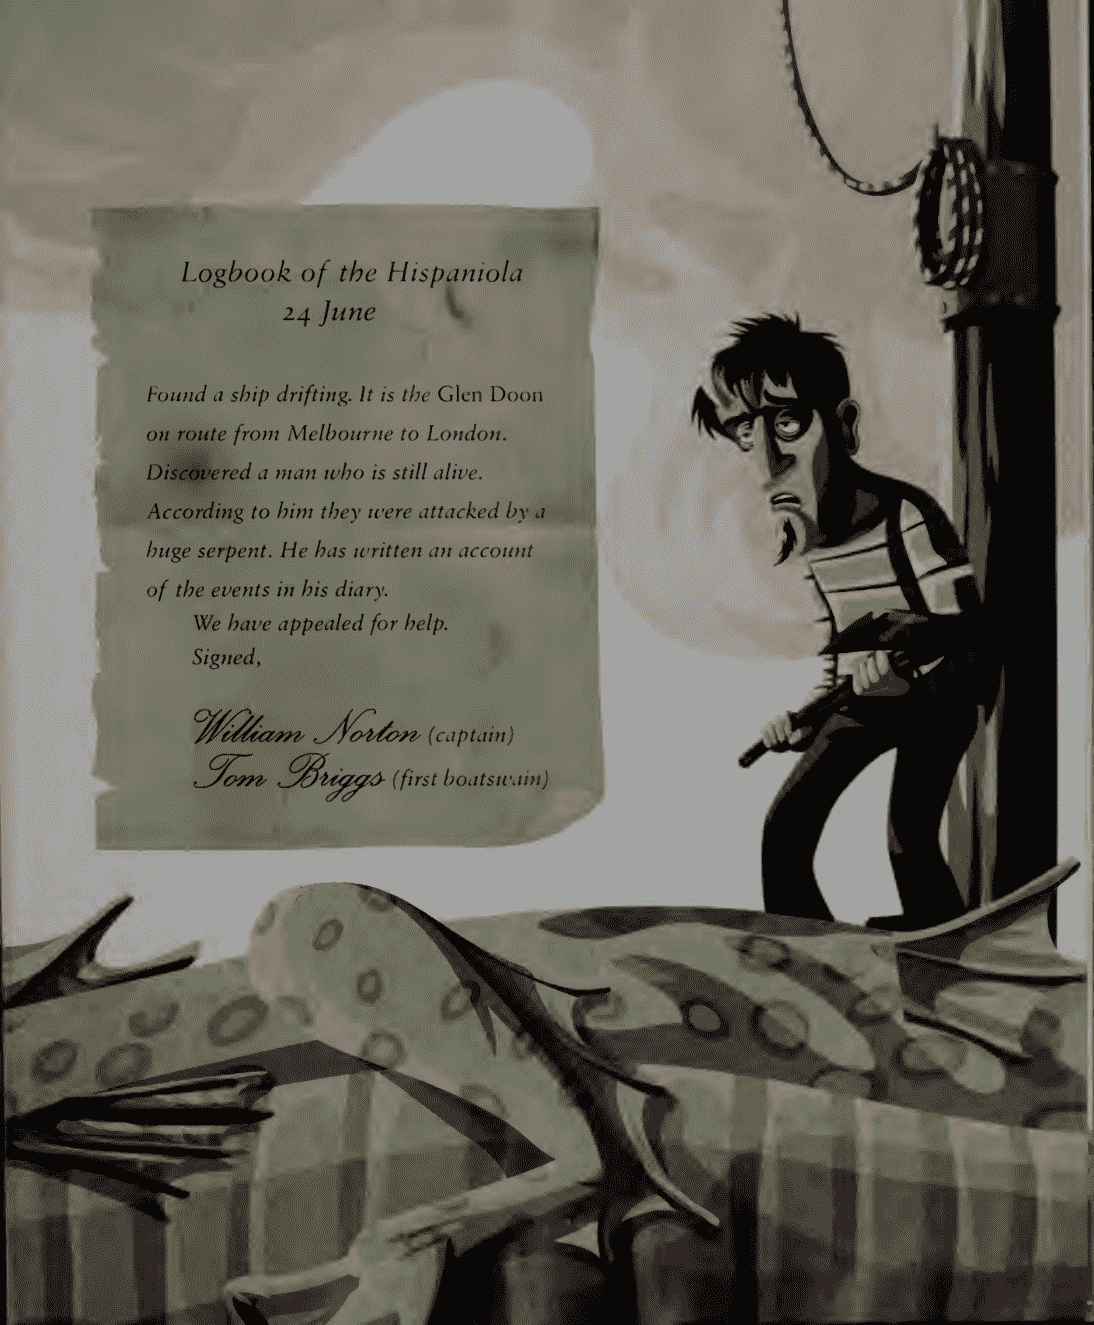 Logbook of the Hispaniola
24 June
Found a ship drifting. It is the Glen Doon
on route from Melbourne to London.
Discovered a man who is still alive.
According to him they were attacked by a
huge serpent. He has written an account
of the events in his diary.
We have appealed for help.
Signed,
William Norton (captain)
Tom Briggs (first boatswain)